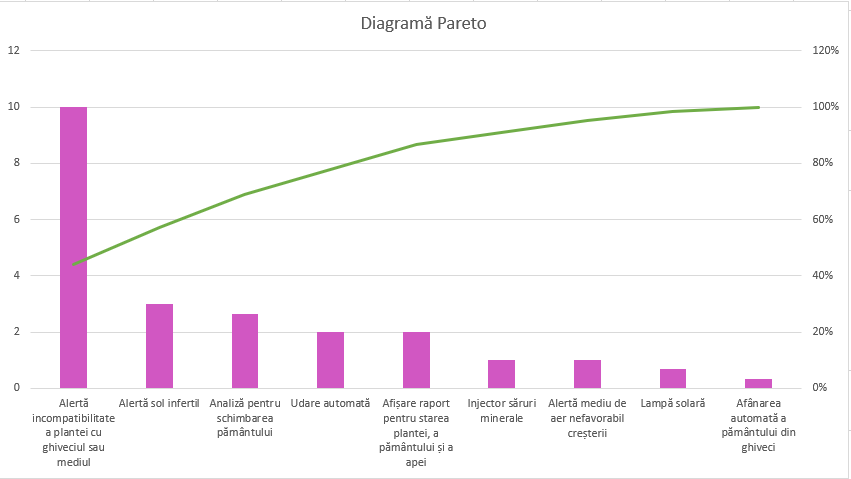 Diagramă Pareto
12
10
8
6
4
2
0
120%
100%
80%
60%
40%
20%
0%
Alertă
incompatibilitate
a plantei cu
ghiveciul sau
mediul
Alertă sol infertil
Analiză pentru
schimbarea
pământului
Udare automată
Afișare raport
pentru starea
plantei, a
pământului și a
apei
Injector săruri
minerale
Alertă mediu de
aer nefavorabil
creșterii
Lampă solară
Afânarea
automată a
pământului din
ghiveci